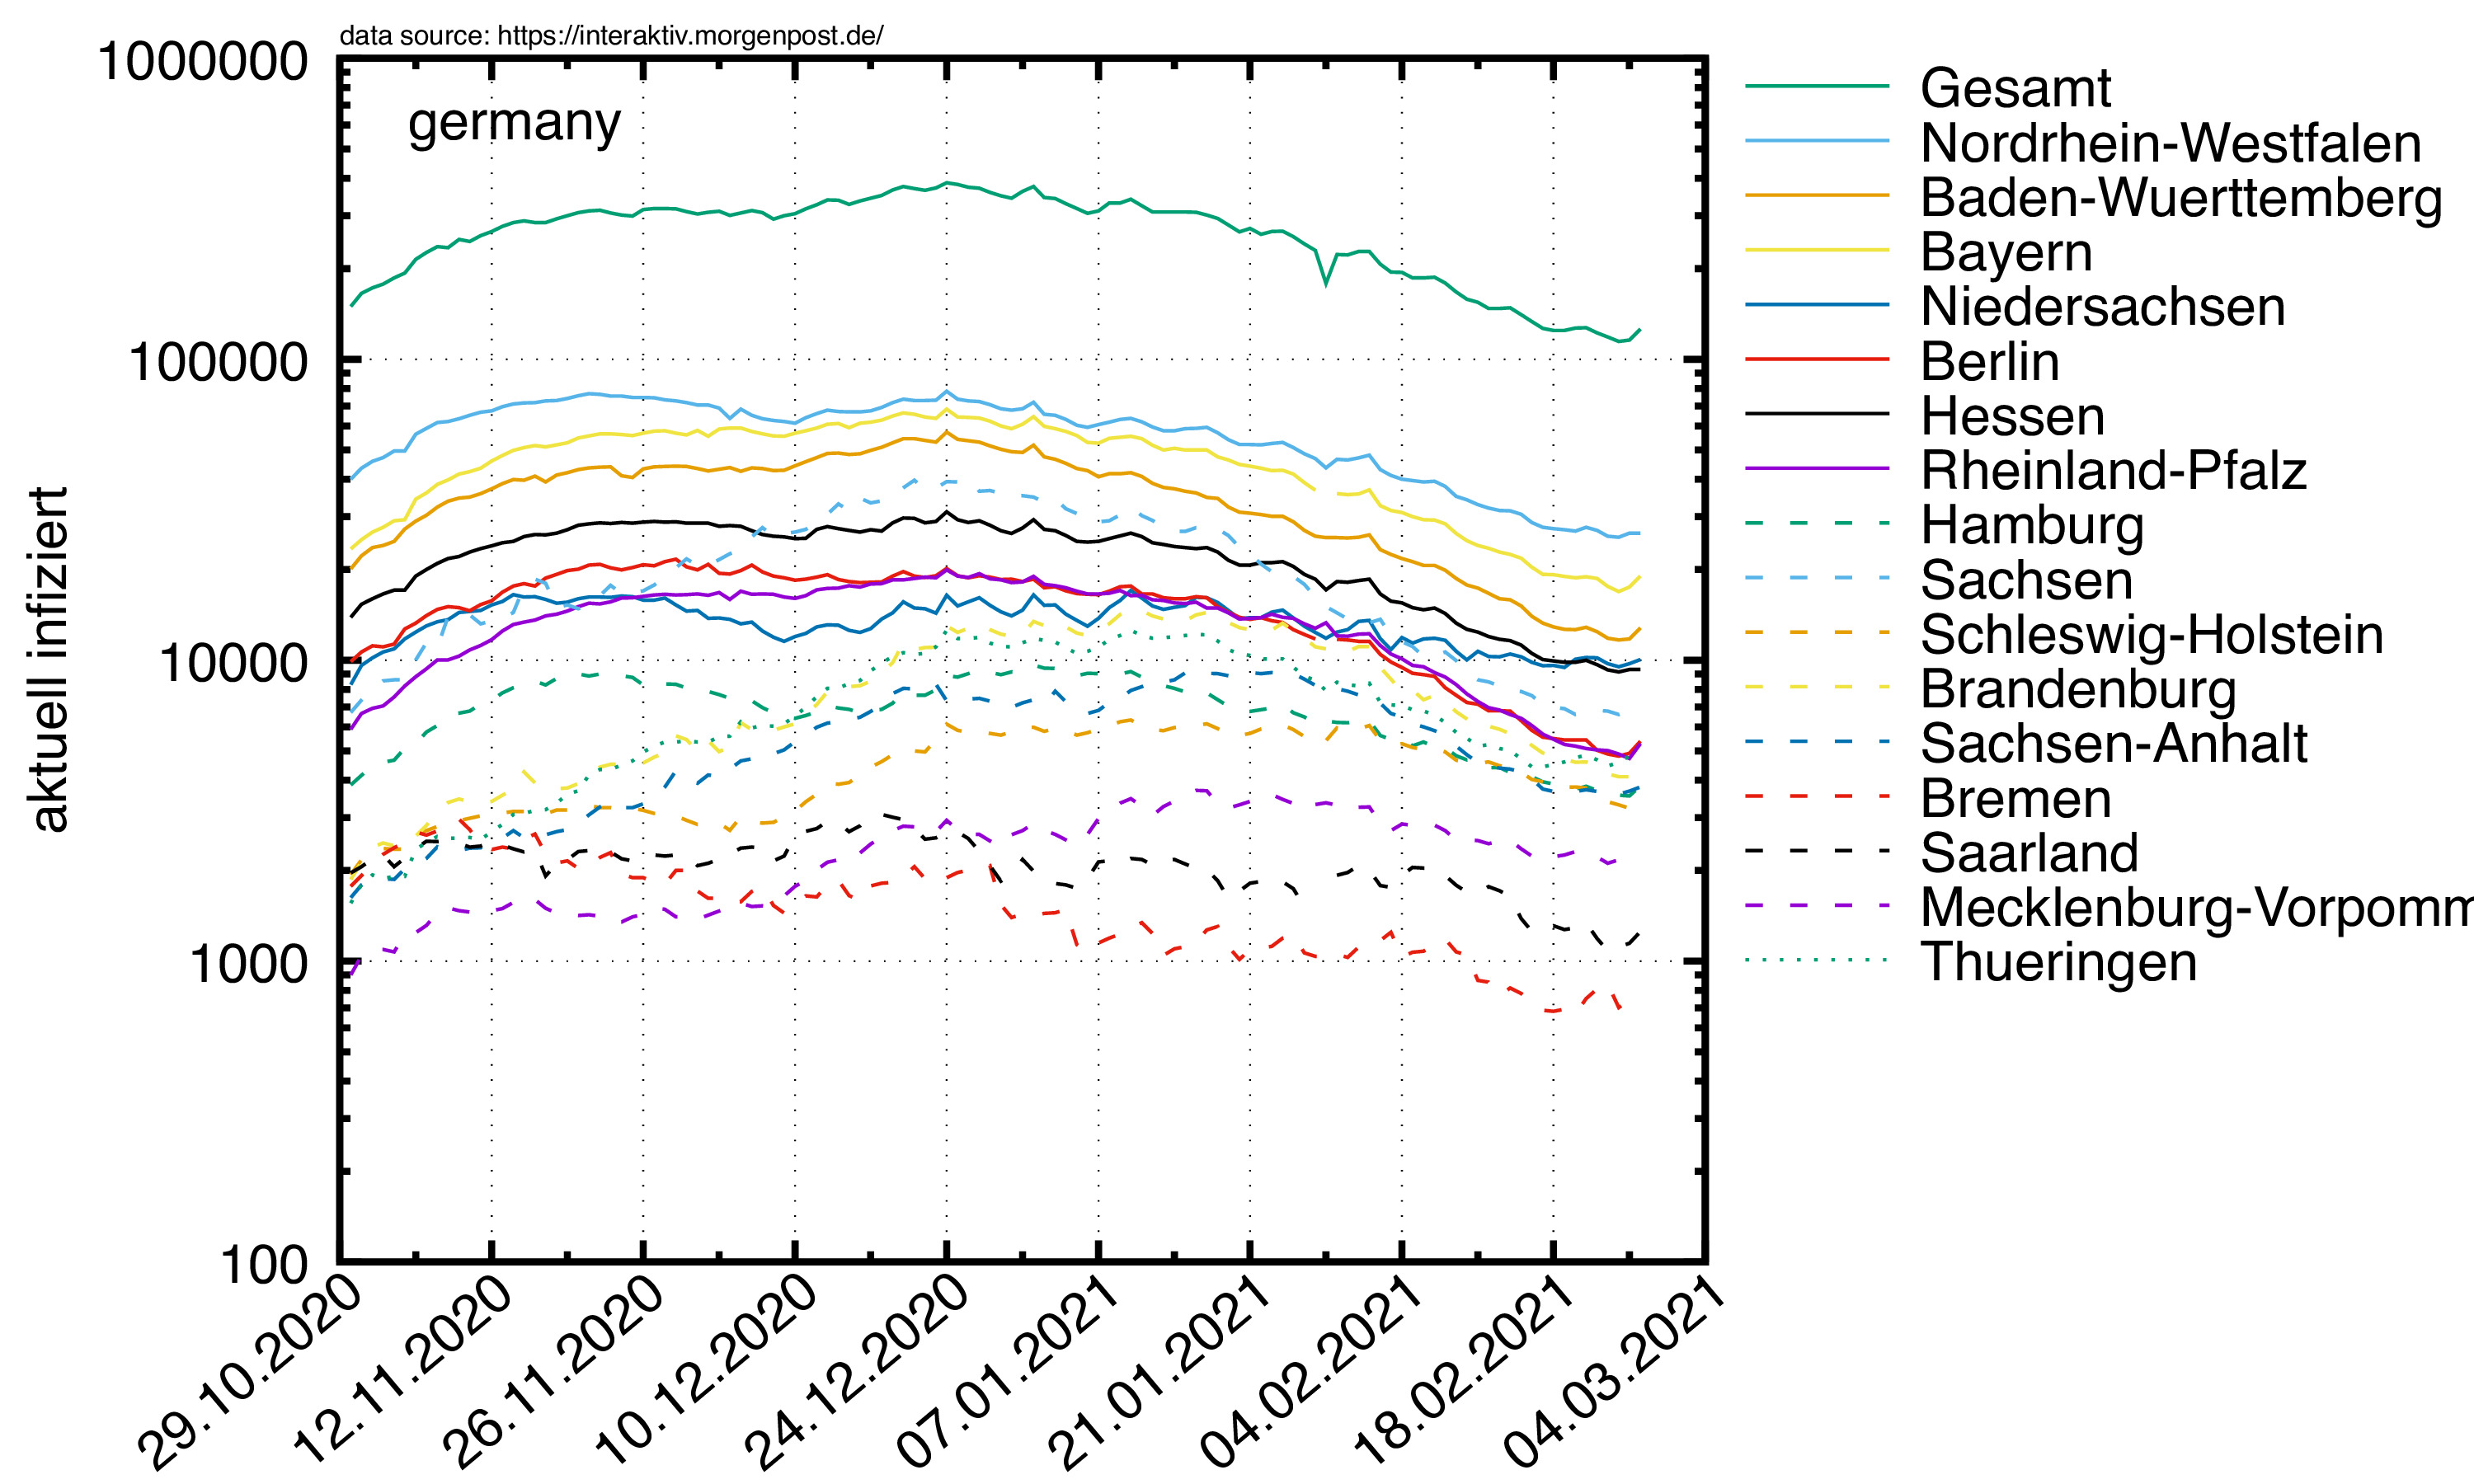 data source: https://interaktiv.morgenpost.de/
germany
aktuell infiziert
1000000
100000
10000
1000
100
29.10.2020
12.11.2020
26.11.2020
10.12.2020
24.12.2020
07.01.2021
21.01.2021
04.02.2021
18.02.2021
04.03.2021
Gesamt
Nordrhein-Westfalen
Baden-Wuerttemberg
Bayern
Niedersachsen
Berlin
Hessen
Rheinland-Pfalz
Hamburg
Sachsen
Schleswig-Holstein
Brandenburg
Sachsen-Anhalt
Bremen
Saarland
Mecklenburg-Vorpomm
Thueringen